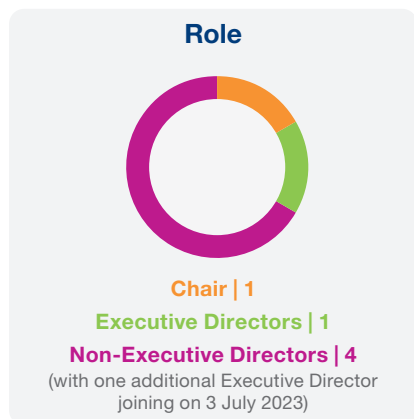 Role
Chair | 1
Executive Directors | 1
Non-Executive Directors | 4
(with one additional Executive Director
joining on 3 July 2023)